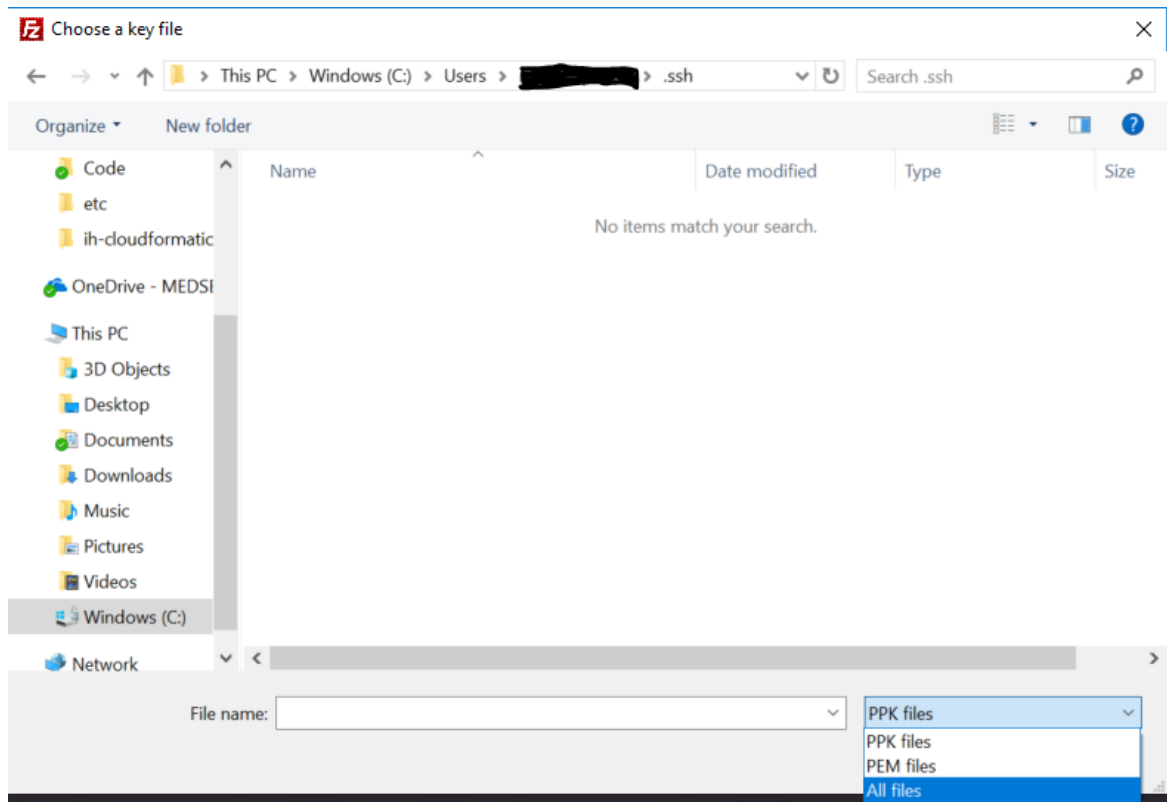 Choose a key file
This PC > Windows (C:) > Users > > .ssh
Search .ssh
Organize
New folder
Code
etc
ih-cloudformatic
OneDrive - MEDSE
This PC
3D Objects
Desktop
Documents
Downloads
Music
Pictures
Videos
Windows (C:)
Network
Name
Date modified
Type
Size
No items match your search.
File name:
PPK files
PPK files
PEM files
All files